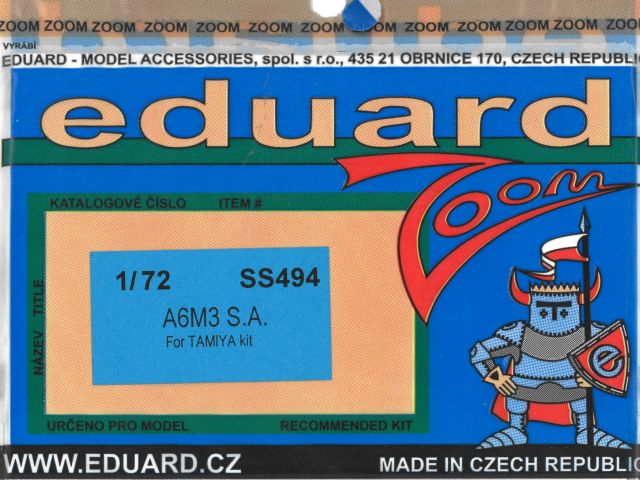 ZOOM ZOOM ZOOM ZOOM ZOOM ZOOM ZOOM ZOOM ZOOM ZOOM
VYRÁBÍ
EDUARD - MODEL ACCESSORIES, spol. s r.o., 435 21 OBRNICE 170, CZECH REPUBLIC
eduard
Zoom
KATALOGOVÉ ČÍSLO ITEM #
NÁZEV TITLE
1/72 SS494
A6M3 S.A.
For TAMIYA kit
e
URČENO PRO MODEL RECOMMENDED KIT
WWW.EDUARD.CZ MADE IN CZECH REPUBLIC